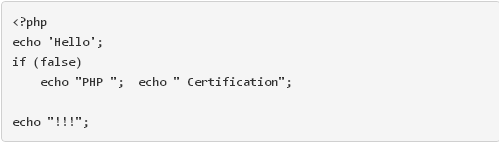 <?php
echo 'Hello';
if (false)
    echo "PHP ";  echo " Certification";
echo "!!!";